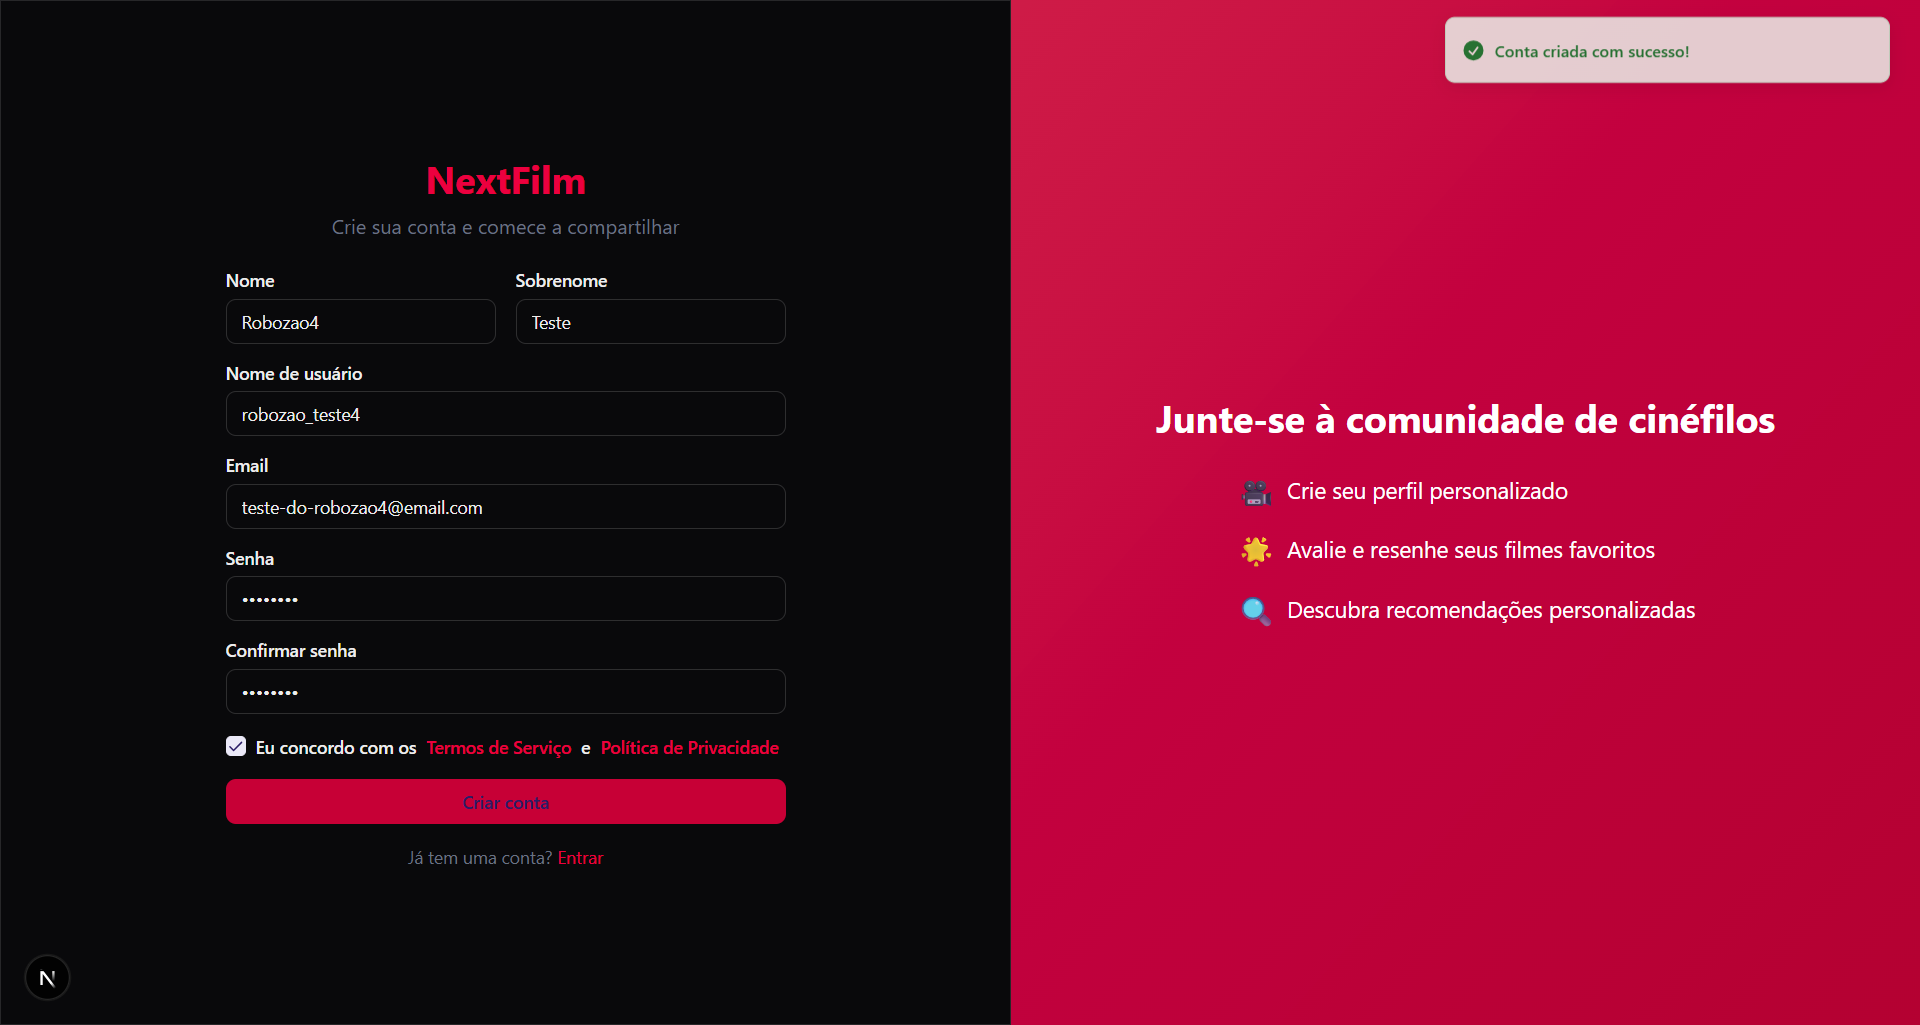 NextFilm
Crie sua conta e comece a compartilhar
Nome
Sobrenome
Robozao4
Teste
Nome de usuário
robozao_teste4
Email
teste-do-robozao4@email.com
Senha
••••••••
Confirmar senha
••••••••
Eu concordo com os Termos de Serviço e Política de Privacidade
Criar conta
Já tem uma conta? Entrar
N
Conta criada com sucesso!
Junte-se à comunidade de cinéfilos
Crie seu perfil personalizado
Avalie e resenhe seus filmes favoritos
Descubra recomendações personalizadas